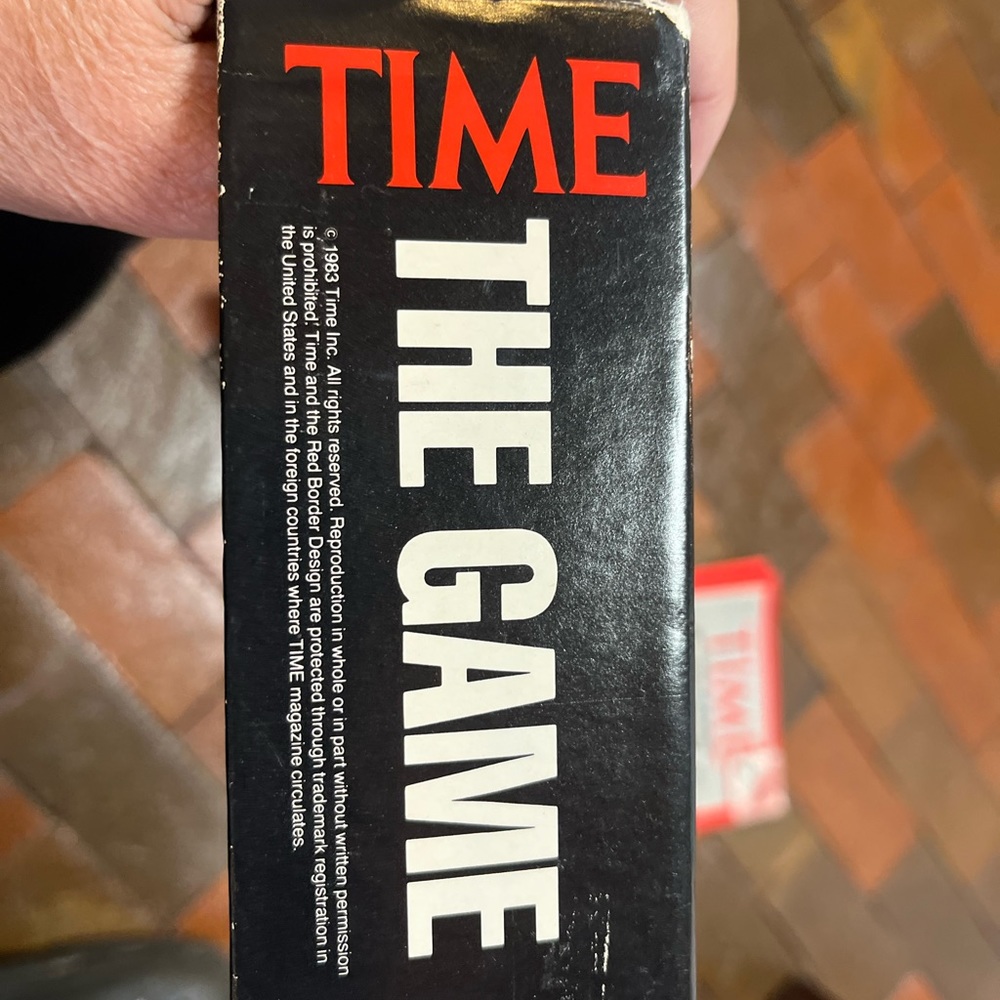 TIME
THE GAME
© 1983 Time Inc. All rights reserved. Reproduction in whole or in part without written permission
is prohibited. Time and the Red Border Design are protected through trademark registration in
the United States and in the foreign countries where TIME magazine circulates.
TIME